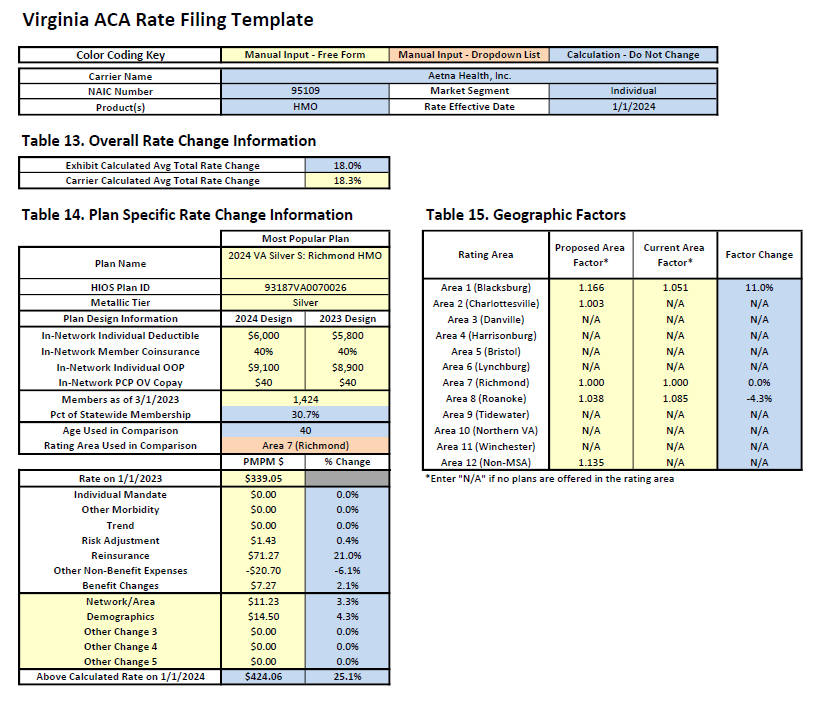 Virginia ACA Rate Filing Template
Color Coding Key Manual Input - Free Form Manual Input - Dropdown List Calculation - Do Not Change
Carrier Name Aetna Health, Inc.
NAIC Number 95109 Market Segment Individual
Product(s) HMO Rate Effective Date 1/1/2024
Table 13. Overall Rate Change Information
Exhibit Calculated Avg Total Rate Change 18.0%
Carrier Calculated Avg Total Rate Change 18.3%
Table 14. Plan Specific Rate Change Information
Most Popular Plan
Plan Name 2024 VA Silver S: Richmond HMO
HIOS Plan ID 93187VA0070026
Metallic Tier Silver
Plan Design Information 2024 Design 2023 Design
In-Network Individual Deductible $6,000 $5,800
In-Network Member Coinsurance 40% 40%
In-Network Individual OOP $9,100 $8,900
In-Network PCP OV Copay $40 $40
Members as of 3/1/2023 1,424
Pct of Statewide Membership 30.7%
Age Used in Comparison 40
Rating Area Used in Comparison Area 7 (Richmond)
PMPM $ % Change
Rate on 1/1/2023 $339.05
Individual Mandate $0.00 0.0%
Other Morbidity $0.00 0.0%
Trend $0.00 0.0%
Risk Adjustment $1.43 0.4%
Reinsurance $71.27 21.0%
Other Non-Benefit Expenses -$20.70 -6.1%
Benefit Changes $7.27 2.1%
Network/Area $11.23 3.3%
Demographics $14.50 4.3%
Other Change 3 $0.00 0.0%
Other Change 4 $0.00 0.0%
Other Change 5 $0.00 0.0%
Above Calculated Rate on 1/1/2024 $424.06 25.1%
Table 15. Geographic Factors
Rating Area Proposed Area Factor* Current Area Factor* Factor Change
Area 1 (Blacksburg) 1.166 1.051 11.0%
Area 2 (Charlottesville) 1.003 N/A N/A
Area 3 (Danville) N/A N/A N/A
Area 4 (Harrisonburg) N/A N/A N/A
Area 5 (Bristol) N/A N/A N/A
Area 6 (Lynchburg) N/A N/A N/A
Area 7 (Richmond) 1.000 1.000 0.0%
Area 8 (Roanoke) 1.038 1.085 -4.3%
Area 9 (Tidewater) N/A N/A N/A
Area 10 (Northern VA) N/A N/A N/A
Area 11 (Winchester) N/A N/A N/A
Area 12 (Non-MSA) 1.135 N/A N/A
*Enter "N/A" if no plans are offered in the rating area